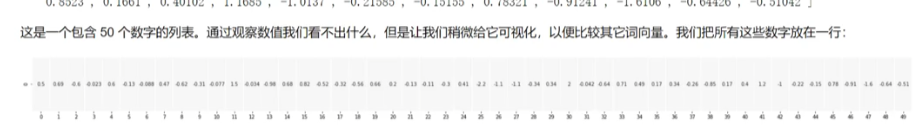 0.8523 , 0.1661 , 0.40102 , 1.1685 , -1.0137 , -0.21585 , -0.15155 , 0.78321 , -0.91241 , -1.6106 , -0.64426 , -0.51042 ]
这是一个包含 50 个数字的列表。通过观察数值我们看不出什么，但是让我们稍微给它可视化，以便比较其它词向量。我们把所有这些数字放在一行：
0.5 0.69 -0.6 -0.023 0.6 -0.13 -0.088 0.47 -0.62 -0.31 -0.077 1.5 -0.034 -0.98 0.68 0.82 -0.52 -0.32 -0.56 0.66 0.2 -0.13 -0.11 -0.3 0.41 -2.2 -1.1 -1.1 -0.34 0.34 2 -0.042 -0.64 0.71 0.49 0.17 0.34 -0.26 -0.85 0.17 0.4 1.2 -1 -0.22 -0.15 0.78 -0.91 -1.6 -0.64 -0.51
0 1 2 3 4 5 6 7 8 9 10 11 12 13 14 15 16 17 18 19 20 21 22 23 24 25 26 27 28 29 30 31 32 33 34 35 36 37 38 39 40 41 42 43 44 45 46 47 48 49